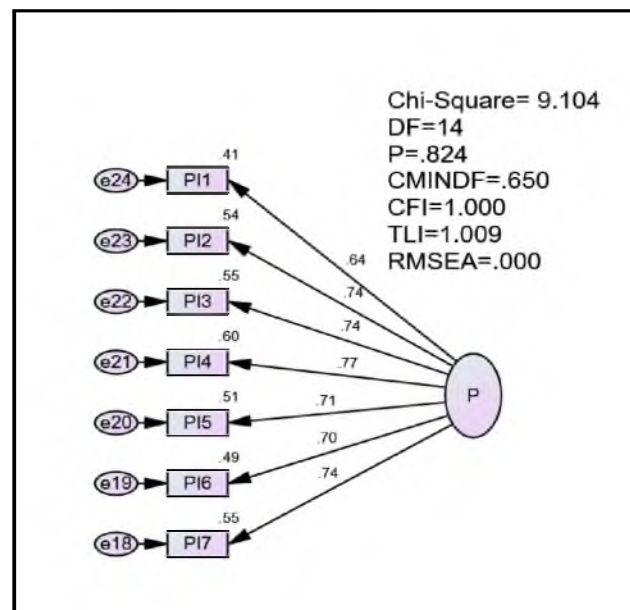 Chi-Square= 9.104
DF=14
P=.824
CMINDF=.650
CFI=1.000
TLI=1.009
RMSEA=.000
.41
e24 PI1
.64
.54
e23 PI2
.74
.55
e22 PI3
.74
.60
e21 PI4
.77
P
.51
e20 PI5
.71
.49
e19 PI6
.70
.55
e18 PI7
.74